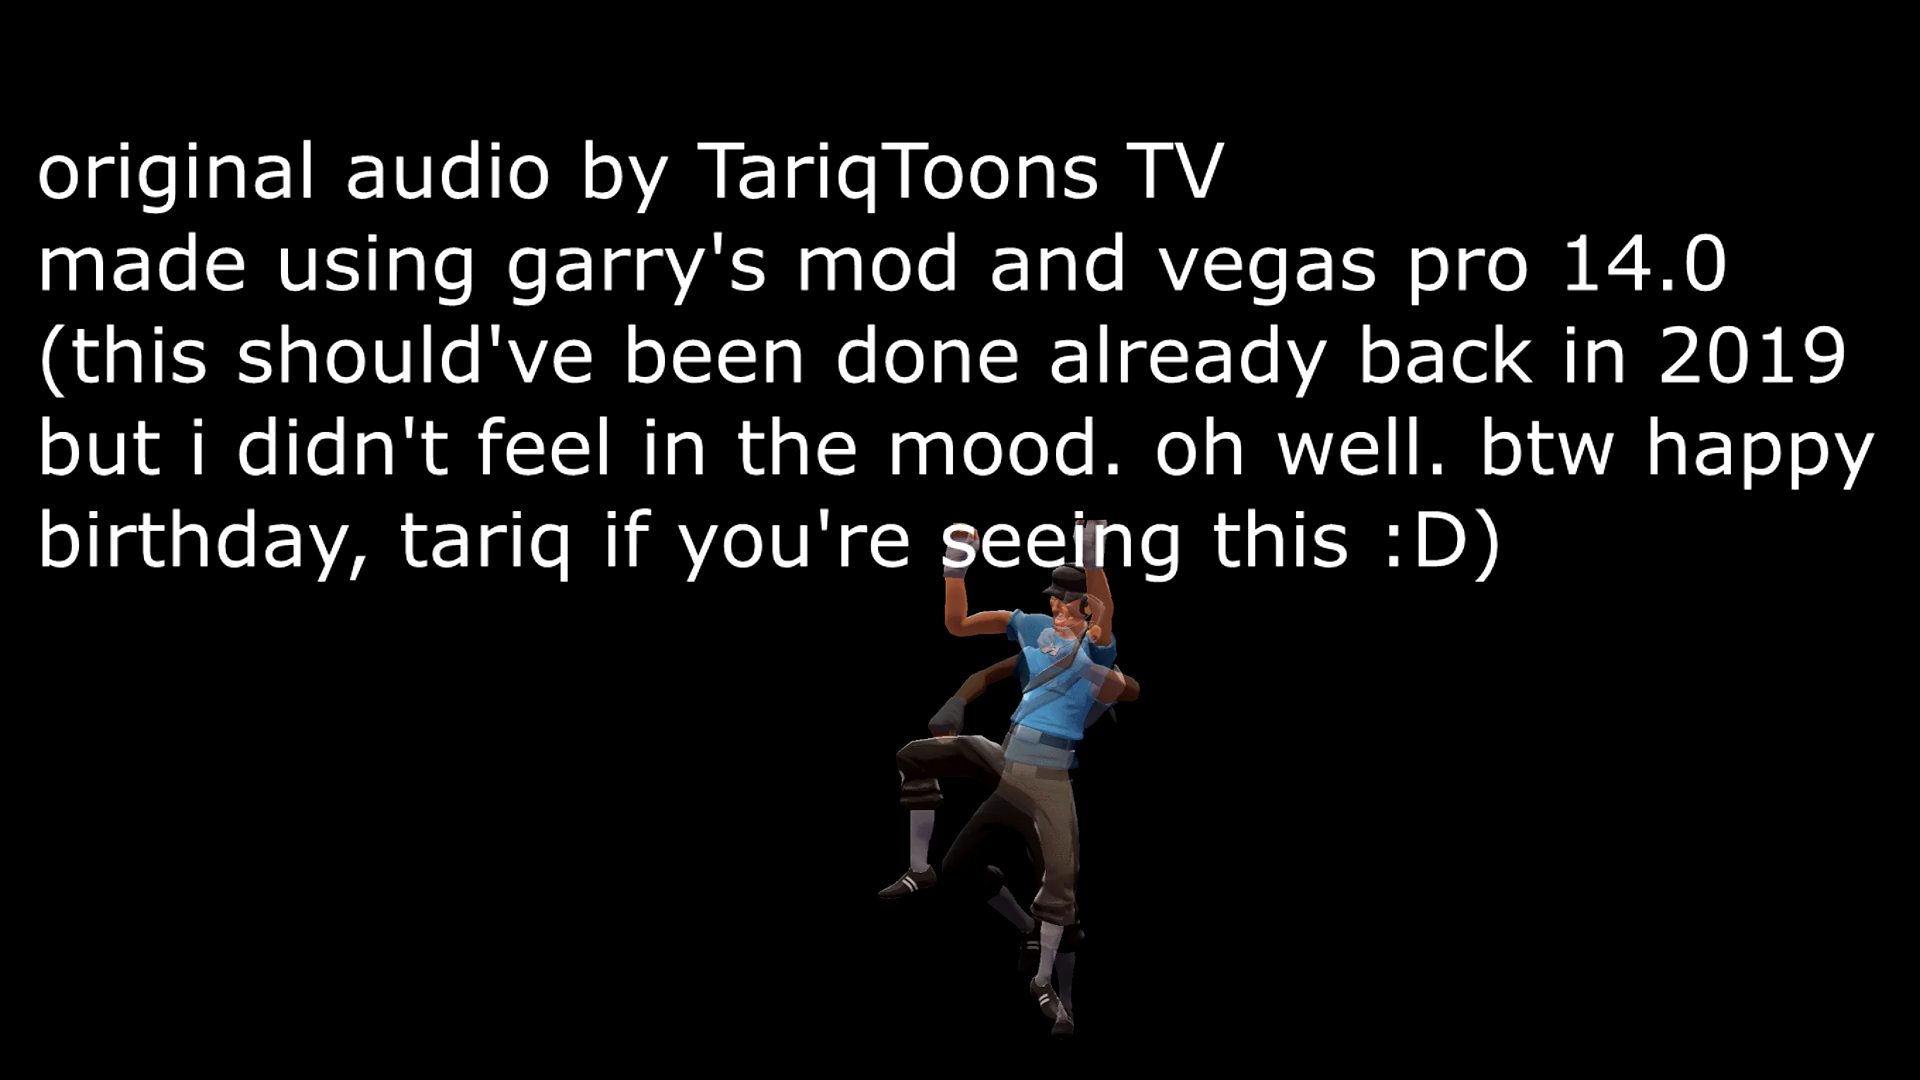 original audio by TariqToons TV
made using garry's mod and vegas pro 14.0
(this should've been done already back in 2019
but i didn't feel in the mood. oh well. btw happy
birthday, tariq if you're seeing this :D)